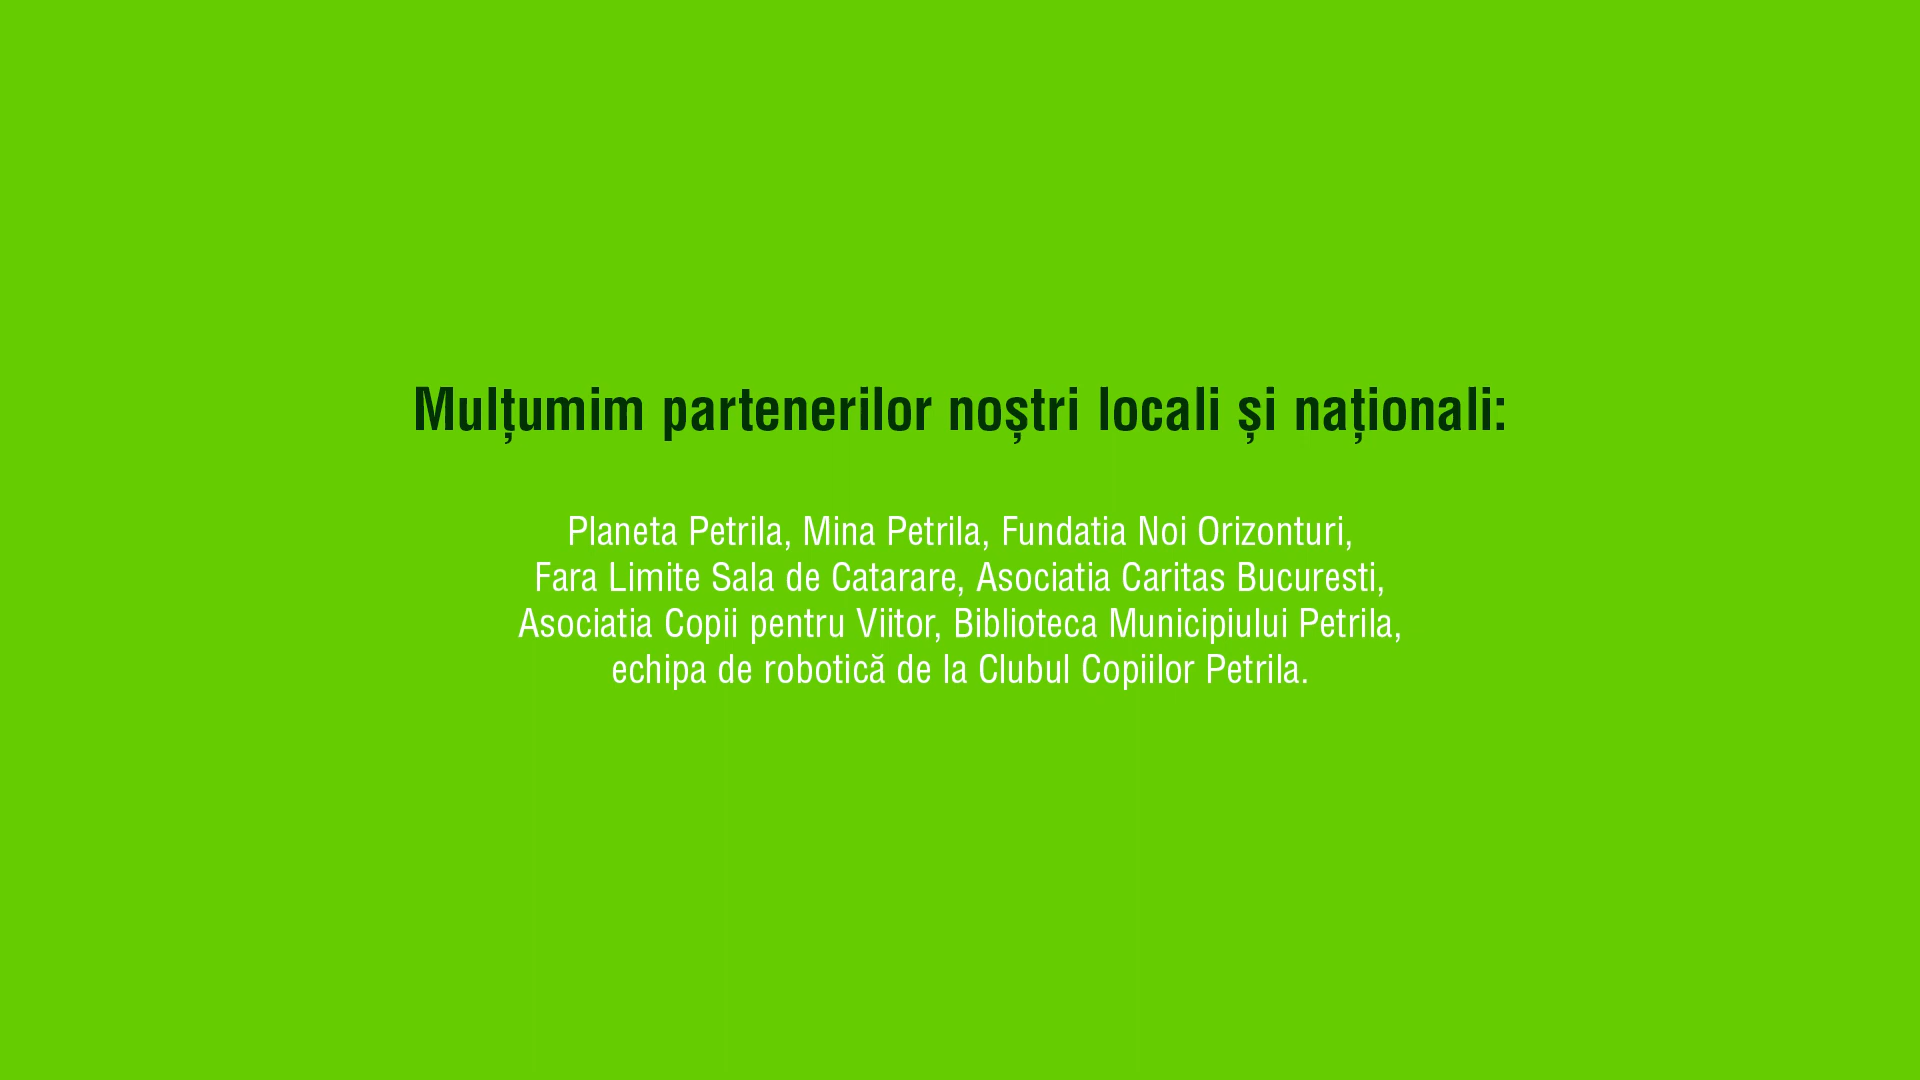 Mulțumim partenerilor noștri locali și naționali:
Planeta Petrila, Mina Petrila, Fundatia Noi Orizonturi,
Fara Limite Sala de Catarare, Asociatia Caritas Bucuresti,
Asociatia Copii pentru Viitor, Biblioteca Municipiului Petrila,
echipa de robotică de la Clubul Copiilor Petrila.